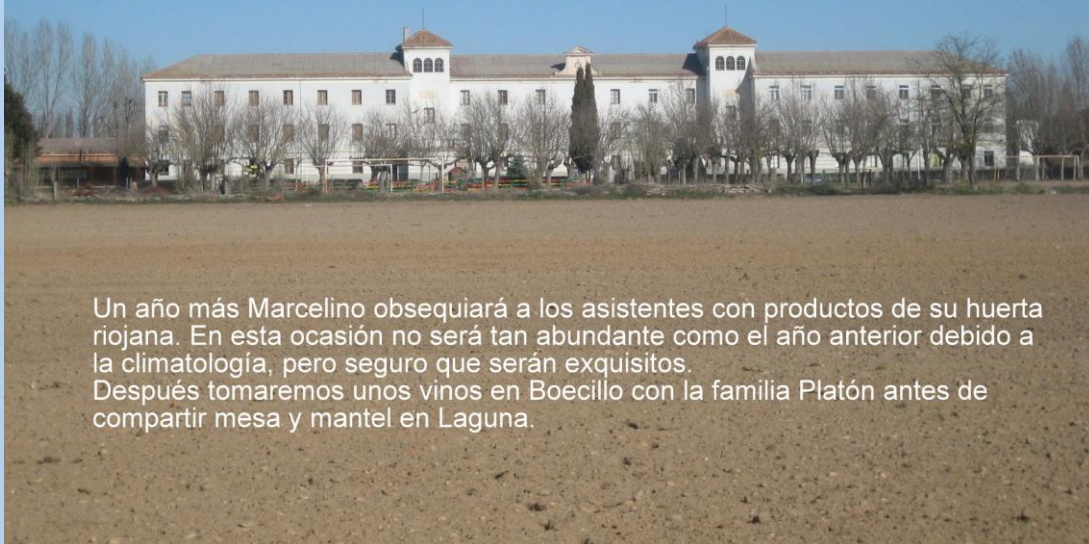 Un año más Marcelino obsequiará a los asistentes con productos de su huerta
riojana. En esta ocasión no será tan abundante como el año anterior debido a
la climatología, pero seguro que serán exquisitos.
Después tomaremos unos vinos en Boecillo con la familia Platón antes de
compartir mesa y mantel en Laguna.